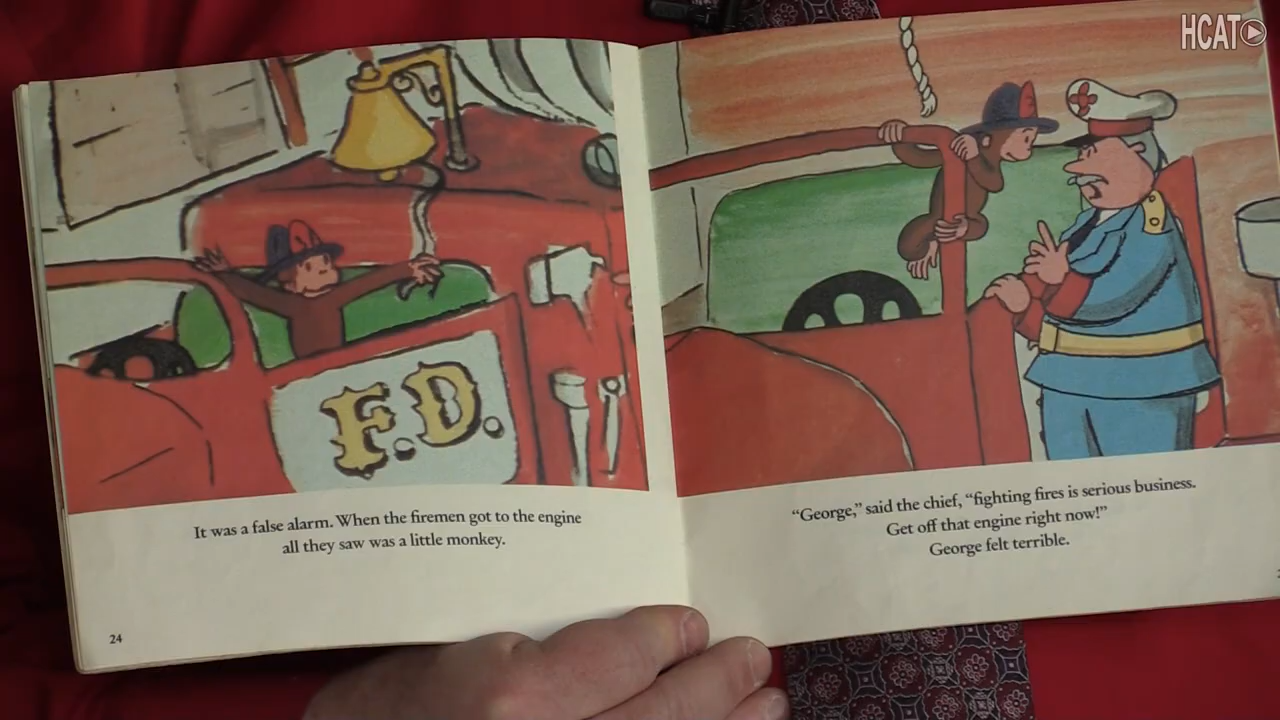 HCAT
F.D.
It was a false alarm. When the firemen got to the engine
all they saw was a little monkey.
24
“George,” said the chief, “fighting fires is serious business.
Get off that engine right now!”
George felt terrible.